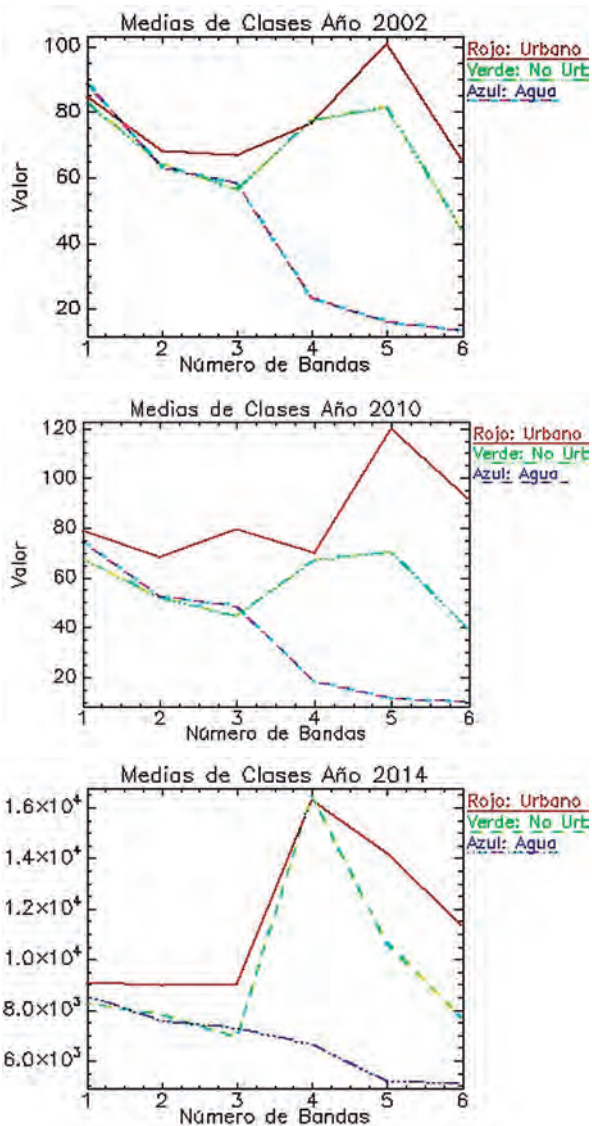 Medias de Clases Año 2002
100
80
60
40
20
Valor
1 2 3 4 5 6
Número de Bandas
Rojo: Urbano
Verde: No Urb
Azul: Agua
Medias de Clases Año 2010
120
100
80
60
40
20
Valor
1 2 3 4 5 6
Número de Bandas
Rojo: Urbano
Verde: No Urb
Azul: Agua
Medias de Clases Año 2014
1.6×10⁴
1.4×10⁴
1.2×10⁴
1.0×10⁴
8.0×10³
6.0×10³
1 2 3 4 5 6
Número de Bandas
Rojo: Urbano
Verde: No Urb
Azul: Agua